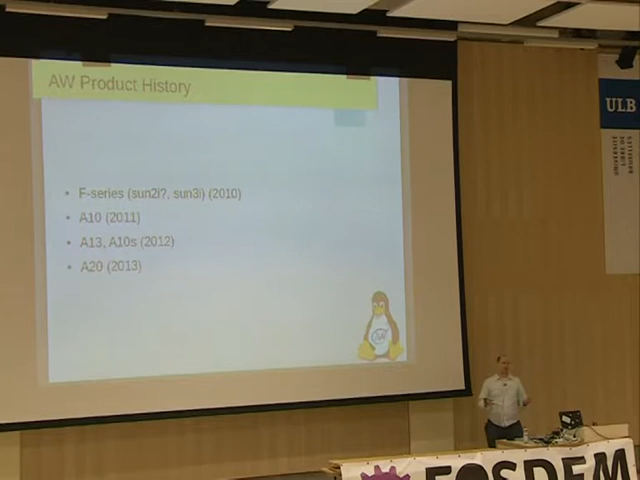 AW Product History
F-series (sun2i?, sun3i) (2010)
A10 (2011)
A13, A10s (2012)
A20 (2013)
ULB
FOSDEM